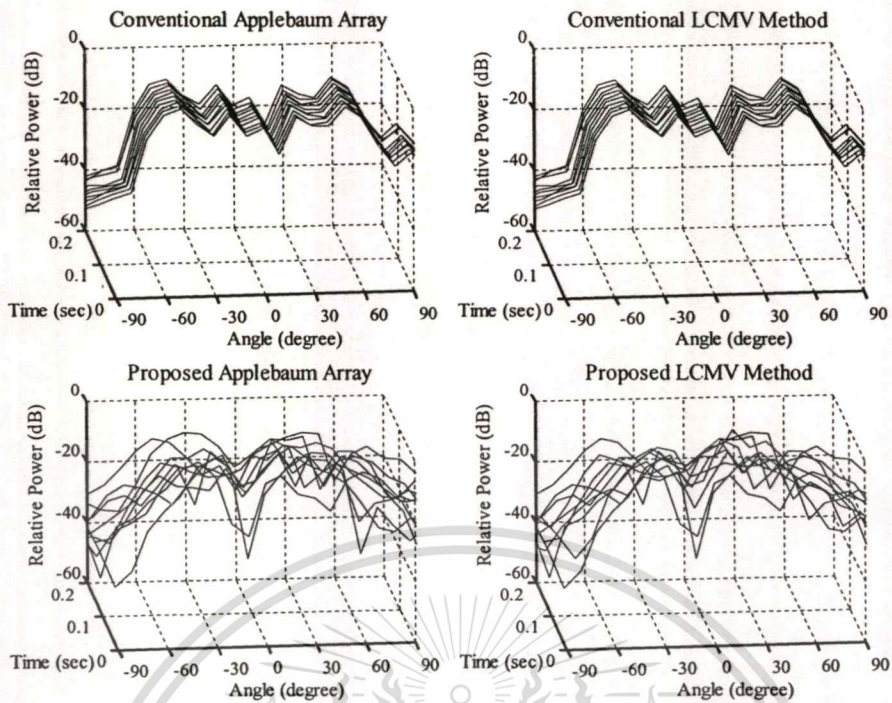 Conventional Applebaum Array
Relative Power (dB)
0
-20
-40
-60
0.2
0.1
Time (sec) 0
-90 -60 -30 0 30 60 90
Angle (degree)
Conventional LCMV Method
Relative Power (dB)
0
-20
-40
-60
0.2
0.1
Time (sec) 0
-90 -60 -30 0 30 60 90
Angle (degree)
Proposed Applebaum Array
Relative Power (dB)
0
-20
-40
-60
0.2
0.1
Time (sec) 0
-90 -60 -30 0 30 60 90
Angle (degree)
Proposed LCMV Method
Relative Power (dB)
0
-20
-40
-60
0.2
0.1
Time (sec) 0
-90 -60 -30 0 30 60 90
Angle (degree)